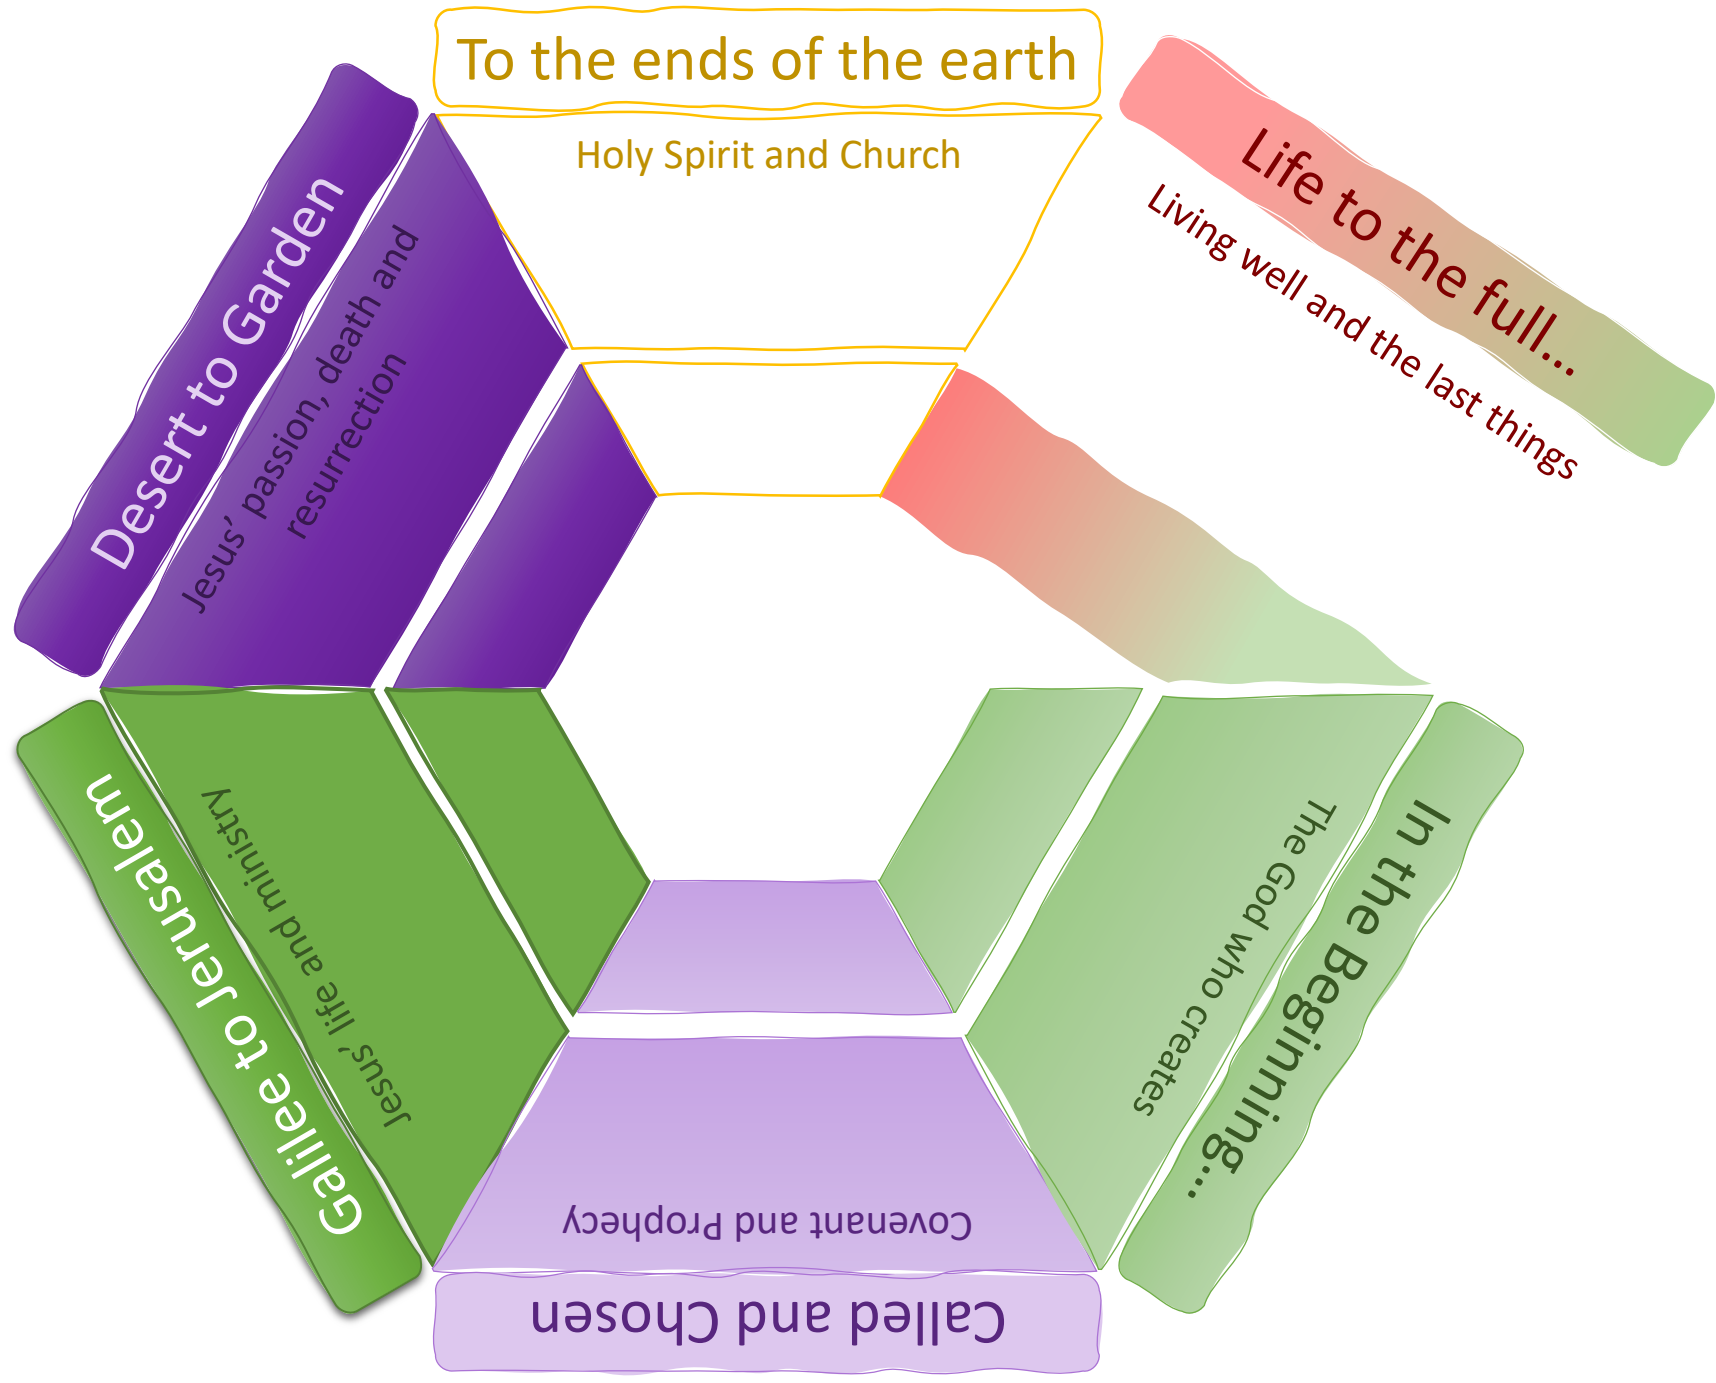 To the ends of the earth
Holy Spirit and Church
Life to the full...
Living well and the last things
In the Beginning...
The God who creates
Called and Chosen
Covenant and Prophecy
Galilee to Jerusalem
Jesus’ life and ministry
Desert to Garden
Jesus’ passion, death and
resurrection